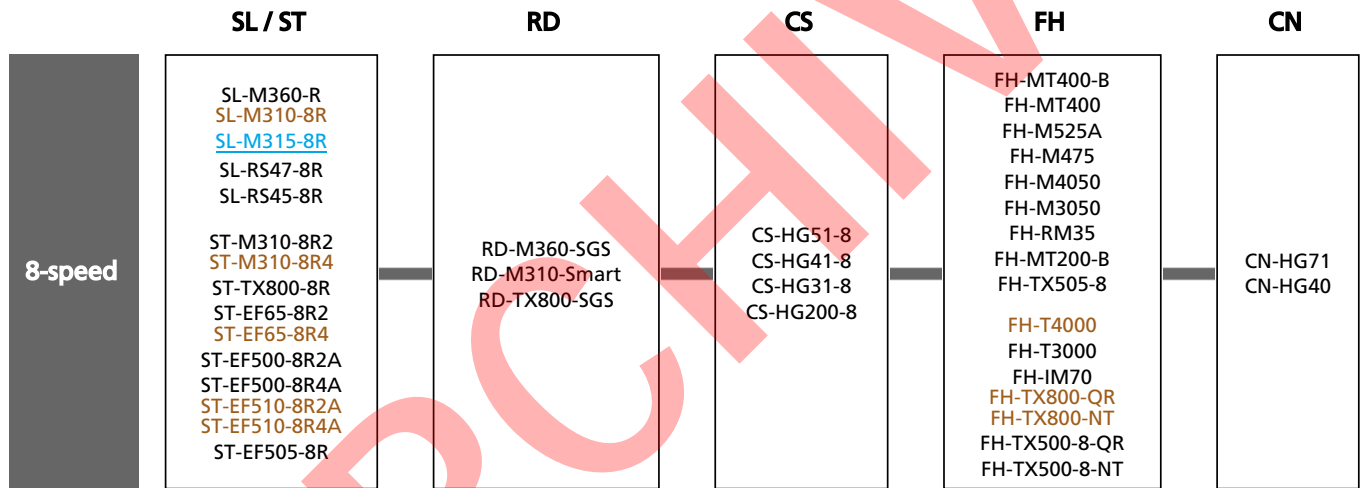 SL / ST
RD
CS
FH
CN
8-speed
SL-M360-R
SL-M310-8R
SL-M315-8R
SL-RS47-8R
SL-RS45-8R
ST-M310-8R2
ST-M310-8R4
ST-TX800-8R
ST-EF65-8R2
ST-EF65-8R4
ST-EF500-8R2A
ST-EF500-8R4A
ST-EF510-8R2A
ST-EF510-8R4A
ST-EF505-8R
RD-M360-SGS
RD-M310-Smart
RD-TX800-SGS
CS-HG51-8
CS-HG41-8
CS-HG31-8
CS-HG200-8
FH-MT400-B
FH-MT400
FH-M525A
FH-M475
FH-M4050
FH-M3050
FH-RM35
FH-MT200-B
FH-TX505-8
FH-T4000
FH-T3000
FH-IM70
FH-TX800-QR
FH-TX800-NT
FH-TX500-8-QR
FH-TX500-8-NT
CN-HG71
CN-HG40